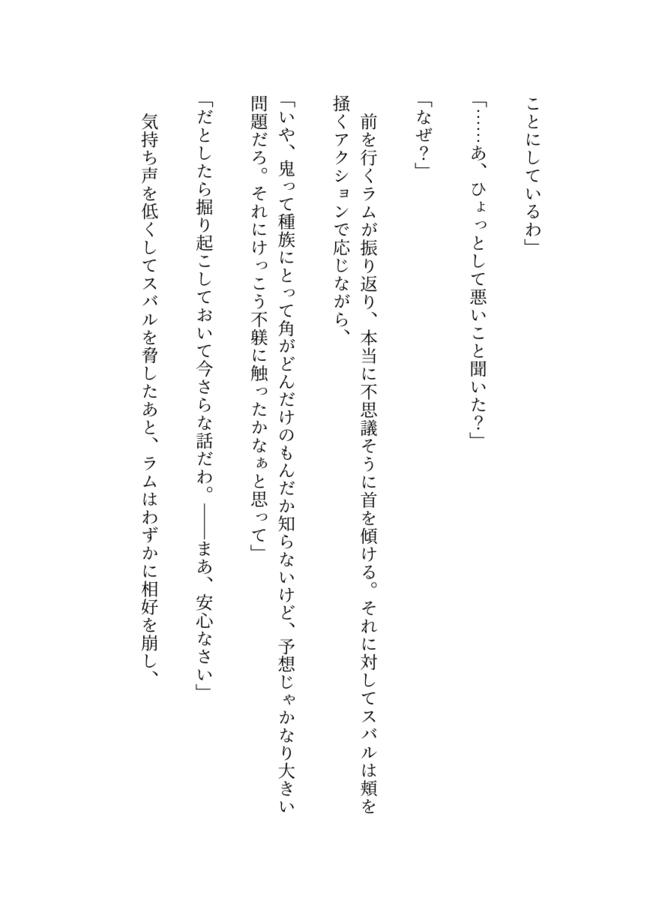 ことにしているわ」
「……あ、ひょっとして悪いこと聞いた？」
「なぜ？」
　前を行くラムが振り返り、本当に不思議そうに首を傾ける。それに対してスバルは頬を
掻くアクションで応じながら、
「いや、鬼って種族にとって角がどんだけのもんだか知らないけど、予想じゃかなり大きい
問題だろ。それにけっこう不躾に触ったかなぁと思って」
「だとしたら掘り起こしておいて今さらな話だわ。――まあ、安心なさい」
　気持ち声を低くしてスバルを脅したあと、ラムはわずかに相好を崩し、